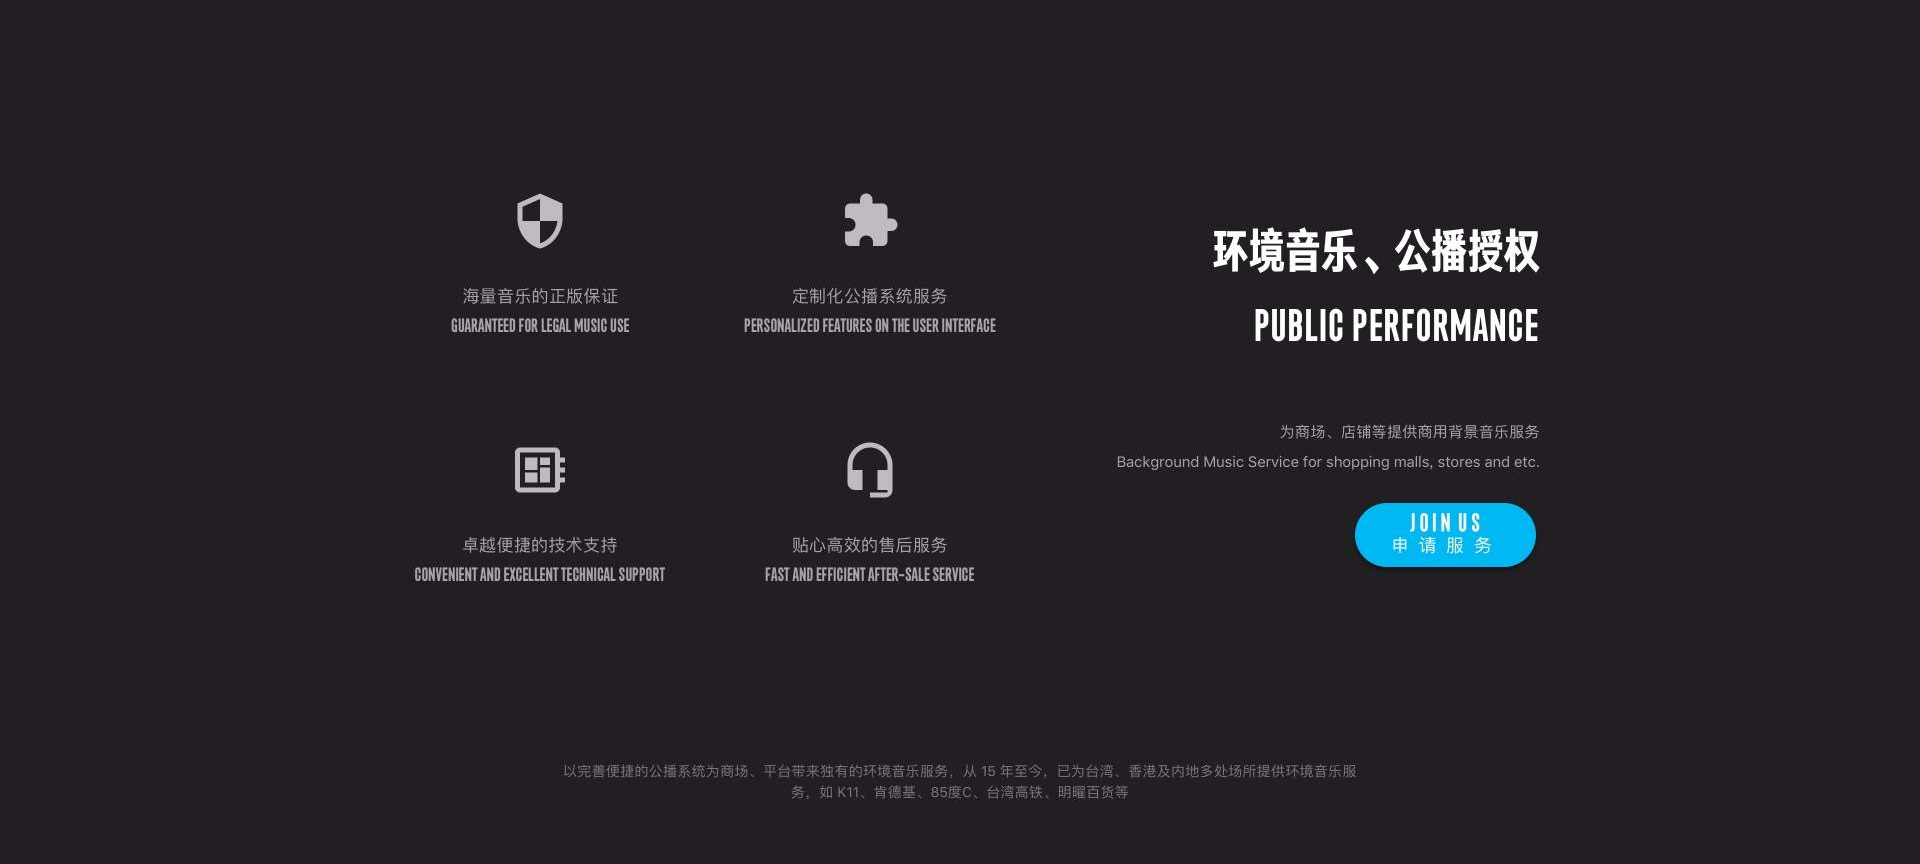 海量音乐的正版保证
GUARANTEED FOR LEGAL MUSIC USE
定制化公播系统服务
PERSONALIZED FEATURES ON THE USER INTERFACE
卓越便捷的技术支持
CONVENIENT AND EXCELLENT TECHNICAL SUPPORT
贴心高效的售后服务
FAST AND EFFICIENT AFTER-SALE SERVICE
环境音乐、公播授权
PUBLIC PERFORMANCE
为商场、店铺等提供商用背景音乐服务
Background Music Service for shopping malls, stores and etc.
JOIN US
申请服务
以完善便捷的公播系统为商场、平台带来独有的环境音乐服务，从 15 年至今，已为台湾、香港及内地多处场所提供环境音乐服
务，如 K11、肯德基、85度C、台湾高铁、明曜百货等